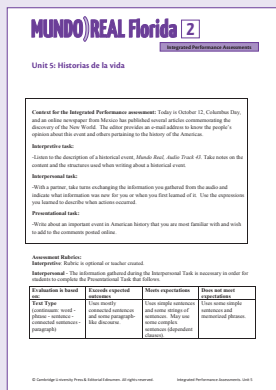 MUNDO REAL Florida 2
Integrated Performance Assessments
Unit 5: Historias de la vida
Context for the Integrated Performance assessment: Today is October 12, Columbus Day,
and an online newspaper from Mexico has published several articles commemorating the
discovery of the New World. The editor provides an e-mail address to know the people's
opinion about this event and others pertaining to the history of the Americas.
Interpretive task:
-Listen to the description of a historical event, Mundo Real, Audio Track 43. Take notes on the
content and the structures used when writing about a historical event.
Interpersonal task:
-With a partner, take turns exchanging the information you gathered from the audio and
indicate what information was new for you or when you first learned of it. Use the expressions
you learned to describe when actions occurred.
Presentational task:
-Write about an important event in American history that you are most familiar with and wish
to add to the comments posted online.
Assessment Rubrics:
Interpretive: Rubric is optional or teacher created.
Interpersonal - The information gathered during the Interpersonal Task is necessary in order for
students to complete the Presentational Task that follows.
Evaluation is based on: Exceeds expected outcomes Meets expectations Does not meet expectations
Text Type
(continuum: word - phrase - sentence - connected sentences - paragraph)
Uses mostly connected sentences and some paragraph-like discourse.
Uses simple sentences and some strings of sentences. May use some complex sentences (dependent clauses).
Uses some simple sentences and memorized phrases.
© Cambridge University Press & Editorial Edinumen. All rights reserved. Integrated Performance Assessments. Unit 5